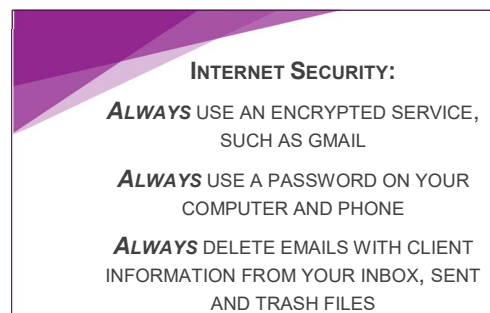 INTERNET SECURITY:
ALWAYS USE AN ENCRYPTED SERVICE,
SUCH AS GMAIL
ALWAYS USE A PASSWORD ON YOUR
COMPUTER AND PHONE
ALWAYS DELETE EMAILS WITH CLIENT
INFORMATION FROM YOUR INBOX, SENT
AND TRASH FILES